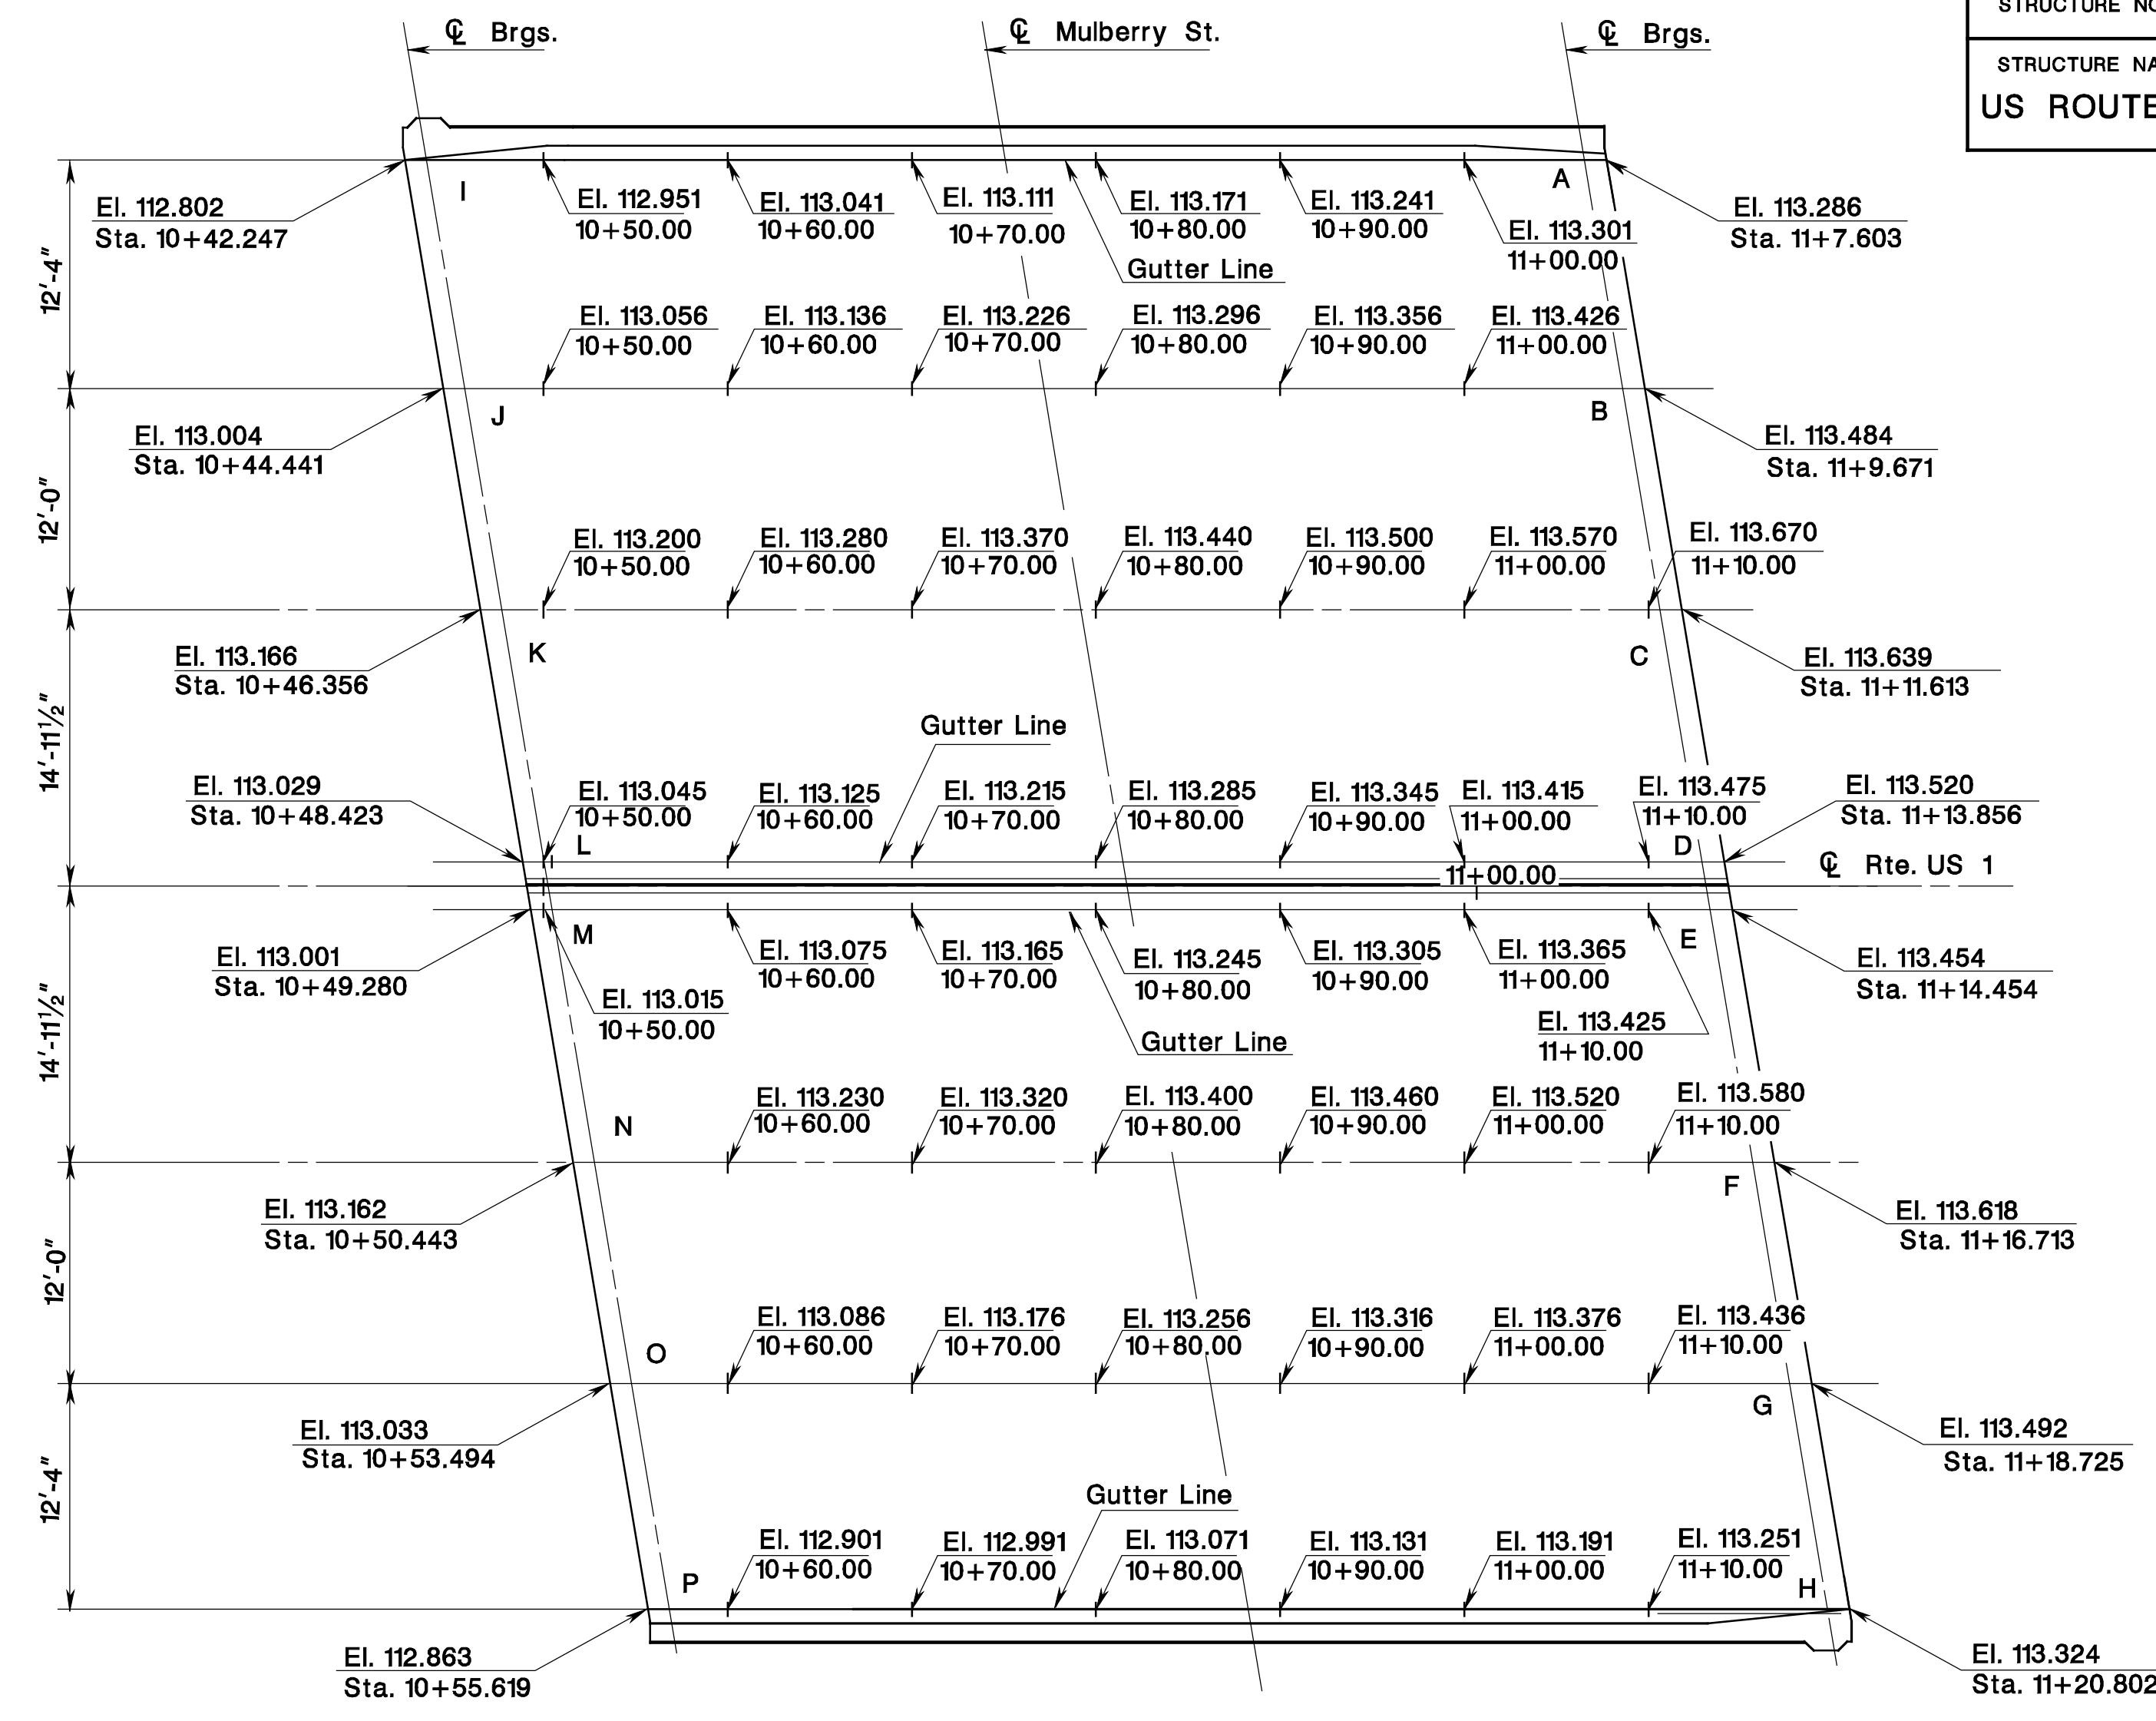 STRUCTURE NO
STRUCTURE NA
US ROUTE
℄ Brgs.
℄ Mulberry St.
℄ Brgs.
I
A
El. 112.802
Sta. 10+42.247
El. 112.951
10+50.00
El. 113.041
10+60.00
El. 113.111
10+70.00
El. 113.171
10+80.00
El. 113.241
10+90.00
El. 113.301
11+00.00
El. 113.286
Sta. 11+7.603
Gutter Line
12'-4"
El. 113.056
10+50.00
El. 113.136
10+60.00
El. 113.226
10+70.00
El. 113.296
10+80.00
El. 113.356
10+90.00
El. 113.426
11+00.00
J
B
El. 113.004
Sta. 10+44.441
El. 113.484
Sta. 11+9.671
12'-0"
El. 113.200
10+50.00
El. 113.280
10+60.00
El. 113.370
10+70.00
El. 113.440
10+80.00
El. 113.500
10+90.00
El. 113.570
11+00.00
El. 113.670
11+10.00
K
C
El. 113.166
Sta. 10+46.356
El. 113.639
Sta. 11+11.613
14'-11½"
Gutter Line
El. 113.029
Sta. 10+48.423
El. 113.045
10+50.00
El. 113.125
10+60.00
El. 113.215
10+70.00
El. 113.285
10+80.00
El. 113.345
10+90.00
El. 113.415
11+00.00
El. 113.475
11+10.00
El. 113.520
Sta. 11+13.856
L
D
11+00.00
℄ Rte. US 1
M
E
El. 113.001
Sta. 10+49.280
El. 113.015
10+50.00
El. 113.075
10+60.00
El. 113.165
10+70.00
El. 113.245
10+80.00
El. 113.305
10+90.00
El. 113.365
11+00.00
El. 113.425
11+10.00
El. 113.454
Sta. 11+14.454
Gutter Line
14'-11½"
N
El. 113.230
10+60.00
El. 113.320
10+70.00
El. 113.400
10+80.00
El. 113.460
10+90.00
El. 113.520
11+00.00
El. 113.580
11+10.00
F
El. 113.162
Sta. 10+50.443
El. 113.618
Sta. 11+16.713
12'-0"
O
El. 113.086
10+60.00
El. 113.176
10+70.00
El. 113.256
10+80.00
El. 113.316
10+90.00
El. 113.376
11+00.00
El. 113.436
11+10.00
G
El. 113.033
Sta. 10+53.494
El. 113.492
Sta. 11+18.725
12'-4"
Gutter Line
P
El. 112.901
10+60.00
El. 112.991
10+70.00
El. 113.071
10+80.00
El. 113.131
10+90.00
El. 113.191
11+00.00
El. 113.251
11+10.00
H
El. 112.863
Sta. 10+55.619
El. 113.324
Sta. 11+20.802